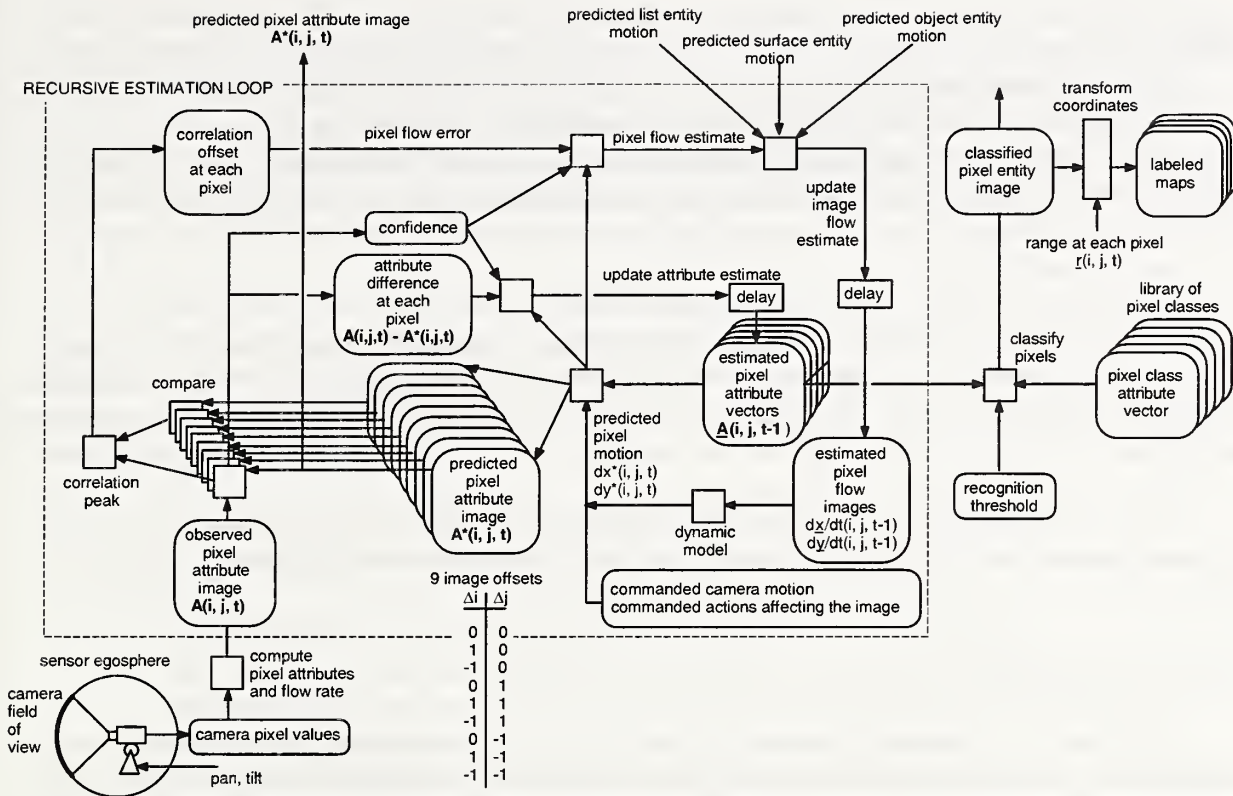 predicted pixel attribute image
A*(i, j, t)
predicted list entity
motion
predicted surface entity
motion
predicted object entity
motion
RECURSIVE ESTIMATION LOOP
correlation
offset
at each
pixel
pixel flow error
pixel flow estimate
update
image
flow
estimate
transform
coordinates
classified
pixel entity
image
labeled
maps
range at each pixel
r(i, j, t)
confidence
attribute
difference
at each
pixel
A(i,j,t) - A*(i,j,t)
update attribute estimate
delay
delay
library of
pixel classes
classify
pixels
pixel class
attribute
vector
recognition
threshold
estimated
pixel
attribute
vectors
A(i, j, t-1 )
compare
correlation
peak
predicted
pixel
attribute
image
A*(i, j, t)
predicted
pixel
motion
dx*(i, j, t)
dy*(i, j, t)
dynamic
model
estimated
pixel
flow
images
dx/dt(i, j, t-1)
dy/dt(i, j, t-1)
observed
pixel
attribute
image
A(i, j, t)
commanded camera motion
commanded actions affecting the image
9 image offsets
Δi Δj
0 0
1 0
-1 0
0 1
1 1
-1 1
0 -1
1 -1
-1 -1
compute
pixel attributes
and flow rate
sensor egosphere
camera
field
of
view
camera pixel values
pan, tilt